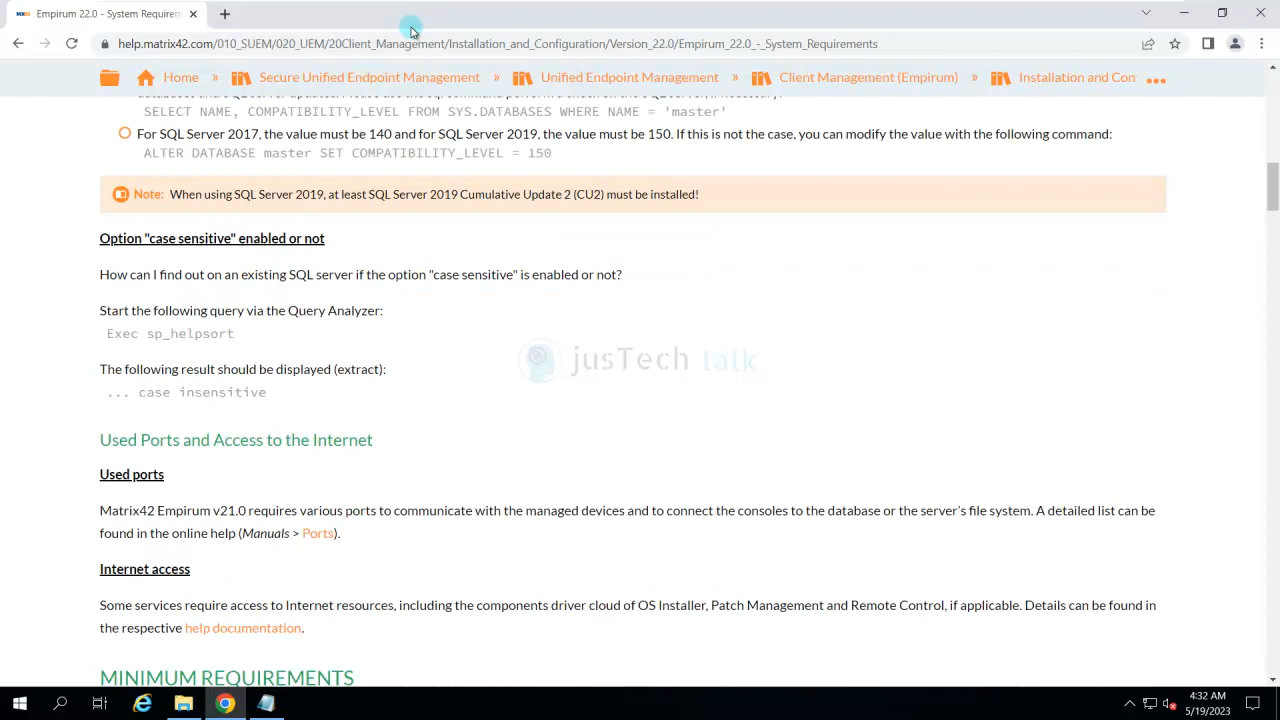 Empirum 22.0 - System Requirem
help.matrix42.com/010_SUEM/020_UEM/20Client_Management/Installation_and_Configuration/Version_22.0/Empirum_22.0_-_System_Requirements
Home » Secure Unified Endpoint Management » Unified Endpoint Management » Client Management (Empirum) » Installation and Con
SELECT NAME, COMPATIBILITY_LEVEL FROM SYS.DATABASES WHERE NAME = 'master'
For SQL Server 2017, the value must be 140 and for SQL Server 2019, the value must be 150. If this is not the case, you can modify the value with the following command:
ALTER DATABASE master SET COMPATIBILITY_LEVEL = 150
Note: When using SQL Server 2019, at least SQL Server 2019 Cumulative Update 2 (CU2) must be installed!
Option "case sensitive" enabled or not
How can I find out on an existing SQL server if the option "case sensitive" is enabled or not?
Start the following query via the Query Analyzer:
Exec sp_helpsort
jusTech talk
The following result should be displayed (extract):
... case insensitive
Used Ports and Access to the Internet
Used ports
Matrix42 Empirum v21.0 requires various ports to communicate with the managed devices and to connect the consoles to the database or the server's file system. A detailed list can be
found in the online help (Manuals > Ports).
Internet access
Some services require access to Internet resources, including the components driver cloud of OS Installer, Patch Management and Remote Control, if applicable. Details can be found in
the respective help documentation.
MINIMUM REQUIREMENTS
4:32 AM
5/19/2023